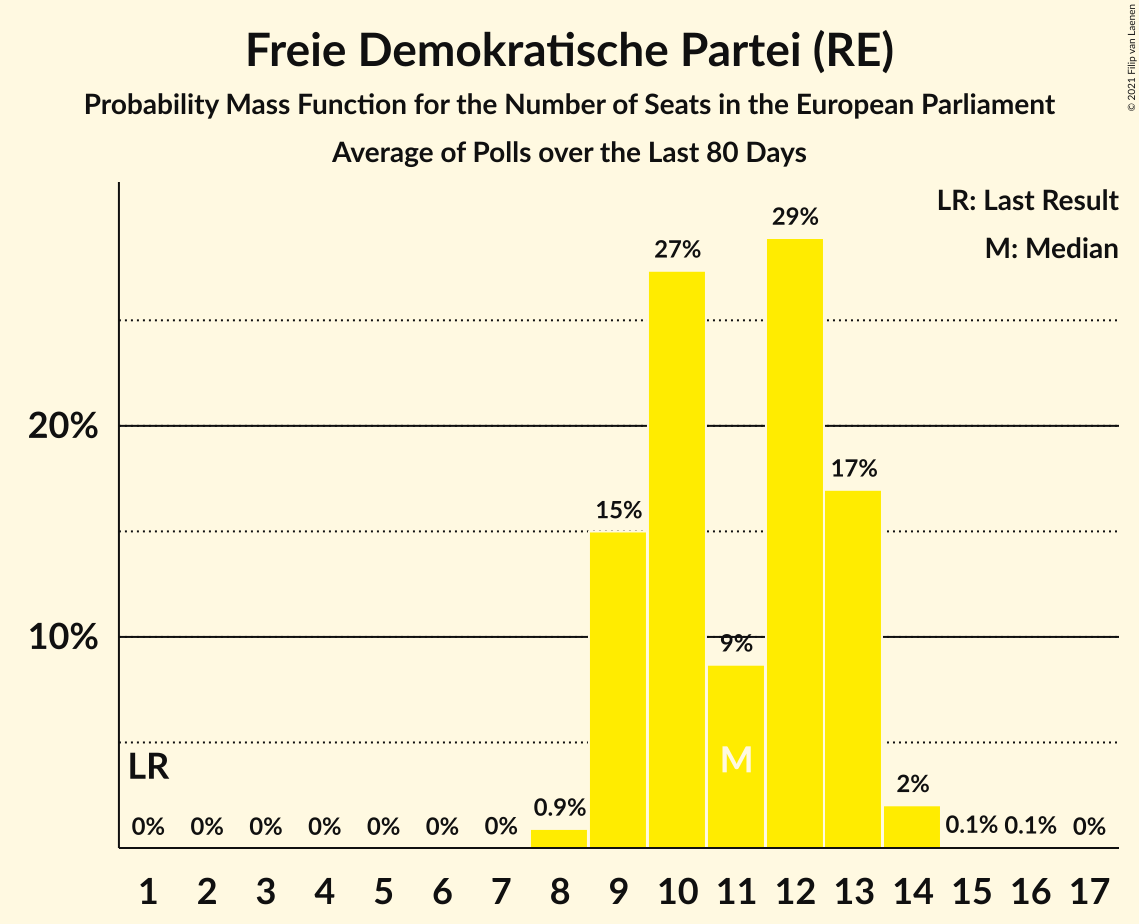 Freie Demokratische Partei (RE)
Probability Mass Function for the Number of Seats in the European Parliament
Average of Polls over the Last 80 Days
© 2021 Filip van Laenen
LR: Last Result
M: Median
29%
27%
20%
17%
15%
10%
9%
M
LR
0% 0% 0% 0% 0% 0% 0% 0.9% 2% 0.1% 0.1% 0%
1 2 3 4 5 6 7 8 9 10 11 12 13 14 15 16 17